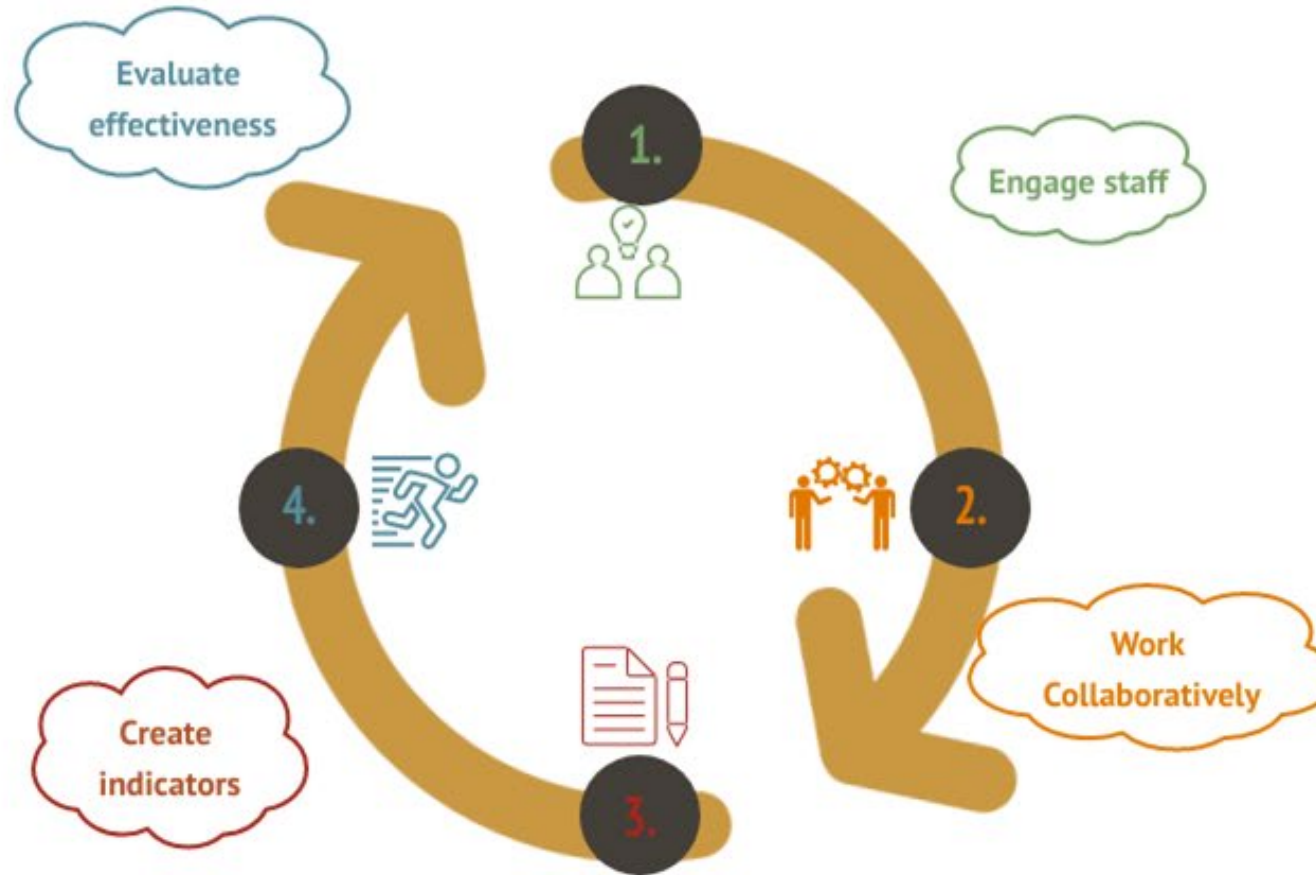 Evaluate
effectiveness
1.
Engage staff
4.
2.
Work
Collaboratively
Create
indicators
3.